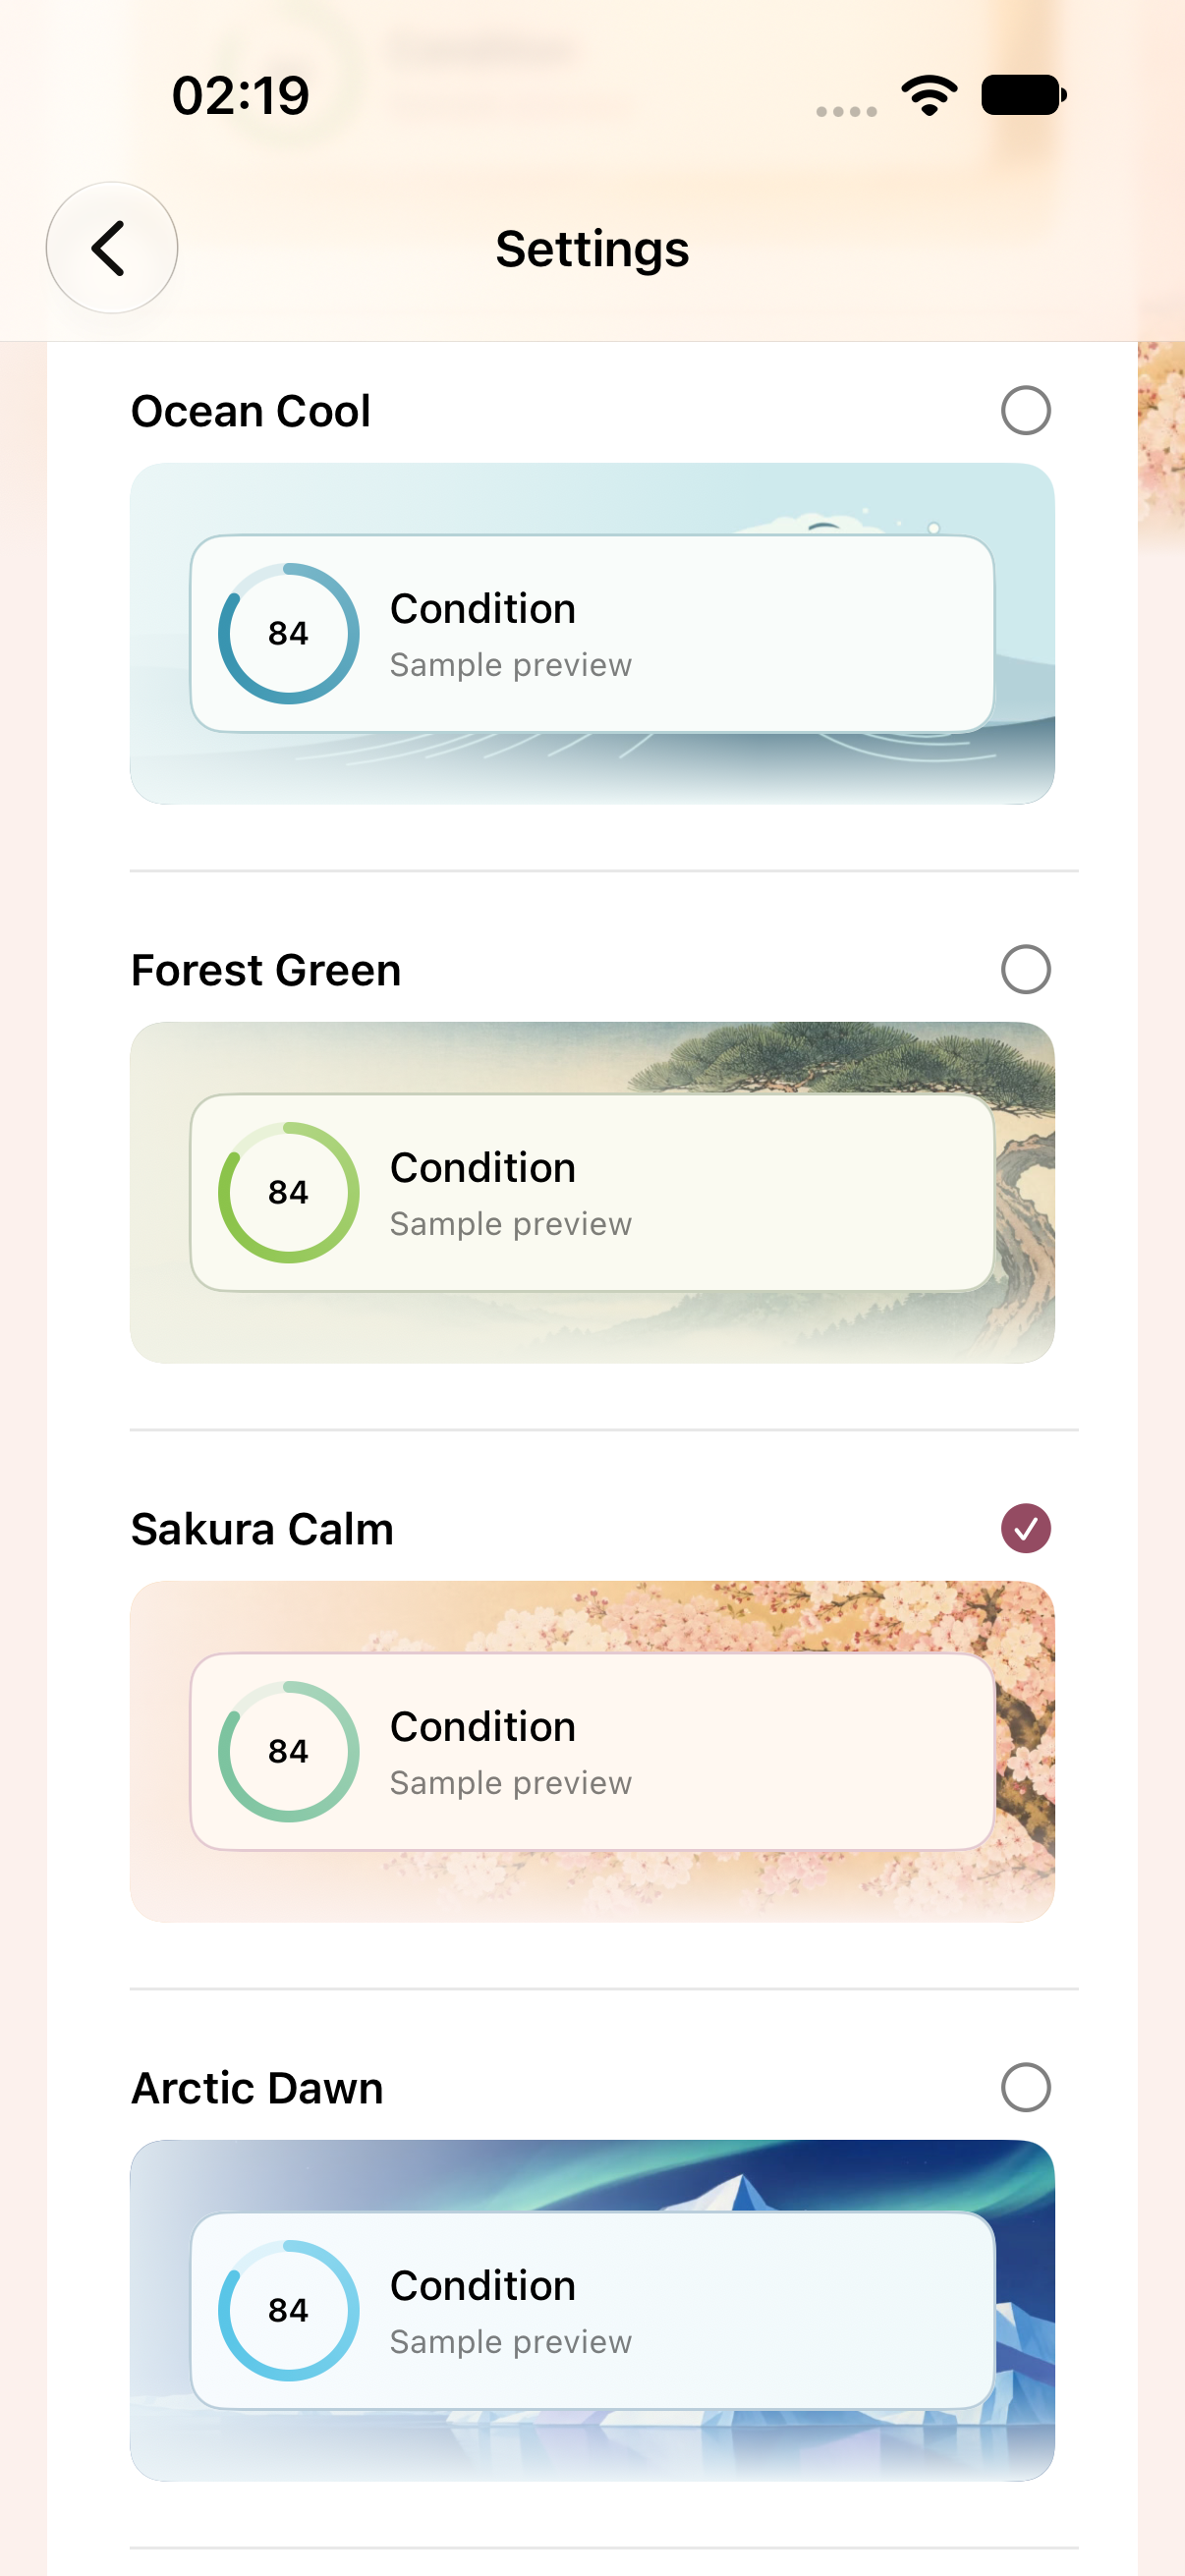 02:19
Settings
Ocean Cool
84
Condition
Sample preview
Forest Green
84
Condition
Sample preview
Sakura Calm
84
Condition
Sample preview
Arctic Dawn
84
Condition
Sample preview